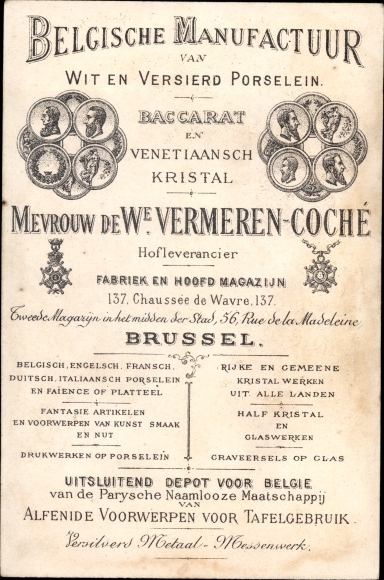 BELGISCHE MANUFACTUUR
VAN
WIT EN VERSIERD PORSELEIN.
BACCARAT
EN
VENETIAANSCH
KRISTAL
MEVROUW DE WE. VERMEREN-COCHÉ
Hofleverancier
FABRIEK EN HOOFD MAGAZIJN
137, Chaussée de Wavre, 137.
Tweede Magazijn in het midden der Stad, 56, Rue de la Madeleine
BRUSSEL.
BELGISCH, ENGELSCH, FRANSCH,
DUITSCH, ITALIAANSCH PORSELEIN
EN FAÏENCE OF PLATTEEL
FANTASIE ARTIKELEN
EN VOORWERPEN VAN KUNST SMAAK
EN NUT
DRUKWERKEN OP PORSELEIN
RIJKE EN GEMEENE
KRISTAL WERKEN
UIT ALLE LANDEN
HALF KRISTAL
EN
GLASWERKEN
GRAVEERSELS OP GLAS
UITSLUITEND DEPOT VOOR BELGIE
van de Parysche Naamlooze Maatschappij
VAN
ALFENIDE VOORWERPEN VOOR TAFELGEBRUIK.
Versilverd Metaal - Messenwerk.